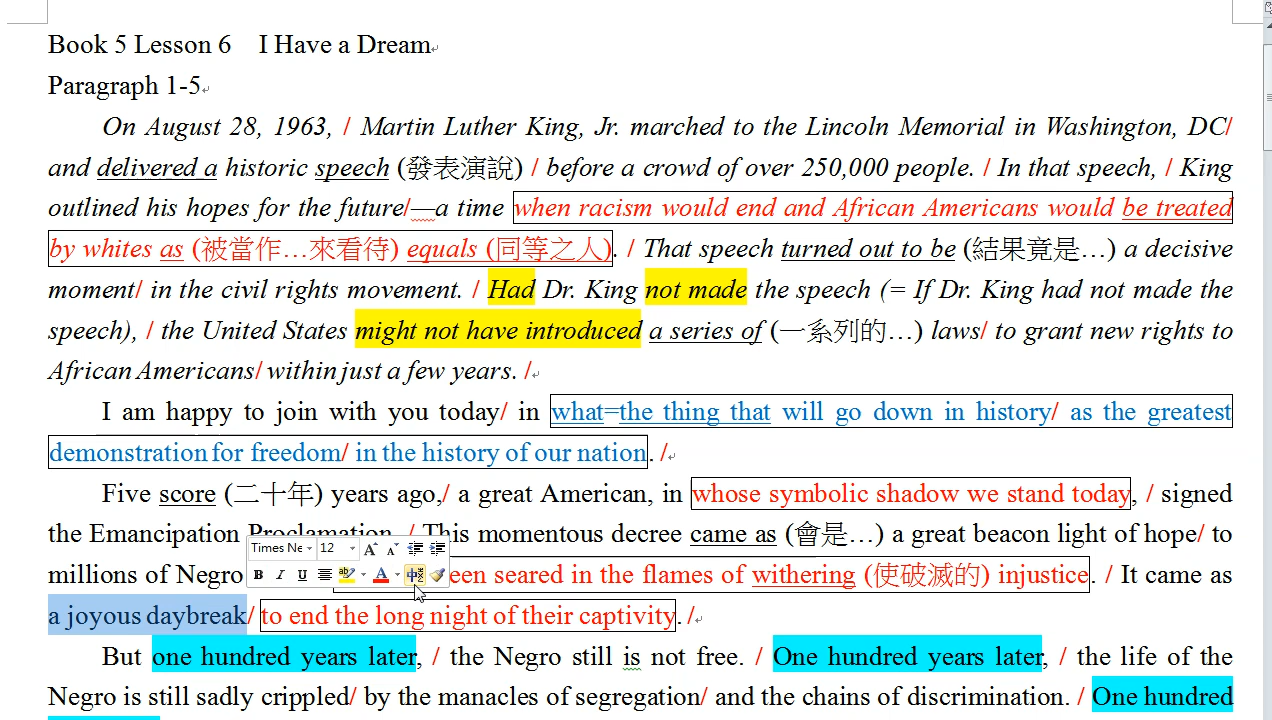 Book 5 Lesson 6 I Have a Dream
Paragraph 1-5
On August 28, 1963, / Martin Luther King, Jr. marched to the Lincoln Memorial in Washington, DC/
and delivered a historic speech (發表演說) / before a crowd of over 250,000 people. / In that speech, / King
outlined his hopes for the future/—a time when racism would end and African Americans would be treated
by whites as (被當作…來看待) equals (同等之人). / That speech turned out to be (結果竟是…) a decisive
moment/ in the civil rights movement. / Had Dr. King not made the speech (= If Dr. King had not made the
speech), / the United States might not have introduced a series of (一系列的…) laws/ to grant new rights to
African Americans/ within just a few years. /
I am happy to join with you today/ in what=the thing that will go down in history/ as the greatest
demonstration for freedom/ in the history of our nation. /
Five score (二十年) years ago,/ a great American, in whose symbolic shadow we stand today, / signed
the Emancipation Proclamation. / This momentous decree came as (會是…) a great beacon light of hope/ to
Times Ne 12
millions of Negro een seared in the flames of withering (使破滅的) injustice. / It came as
B I U A
a joyous daybreak/ to end the long night of their captivity. /
But one hundred years later, / the Negro still is not free. / One hundred years later, / the life of the
Negro is still sadly crippled/ by the manacles of segregation/ and the chains of discrimination. / One hundred